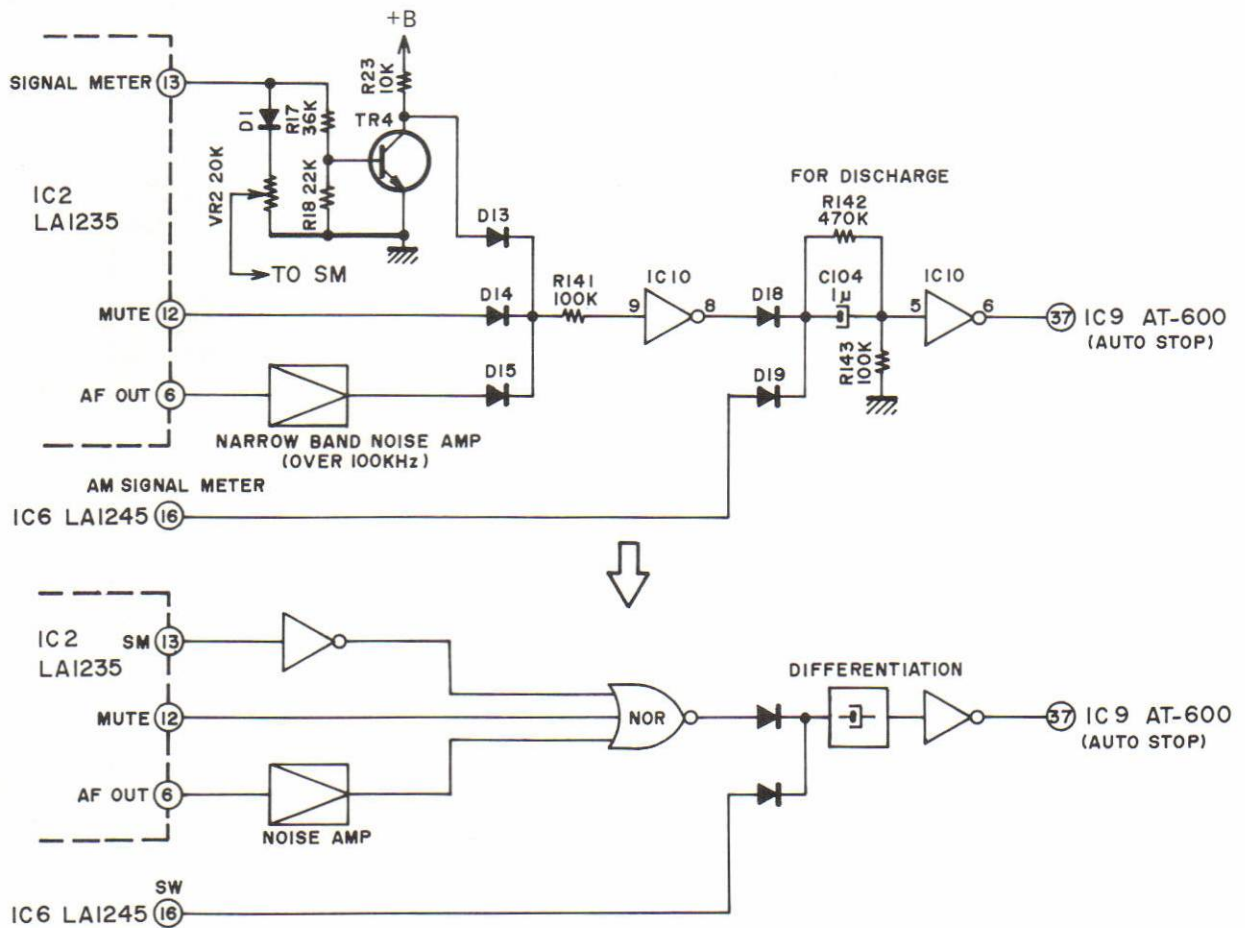 +B
SIGNAL METER 13
D1
R17
36K
R23
10K
TR4
VR2 20K
R18 22K
IC2
LA1235
TO SM
FOR DISCHARGE
R142
470K
D13
R141
100K
IC10
C104
1μ
IC10
MUTE 12
D14
9
8
D18
5
6
37 IC9 AT-600
(AUTO STOP)
R143
100K
D15
D19
AF OUT 6
NARROW BAND NOISE AMP
(OVER 100KHz)
AM SIGNAL METER
IC6 LA1245 16
IC2
LA1235
SM 13
DIFFERENTIATION
MUTE 12
NOR
37 IC9 AT-600
(AUTO STOP)
AF OUT 6
NOISE AMP
SW
IC6 LA1245 16